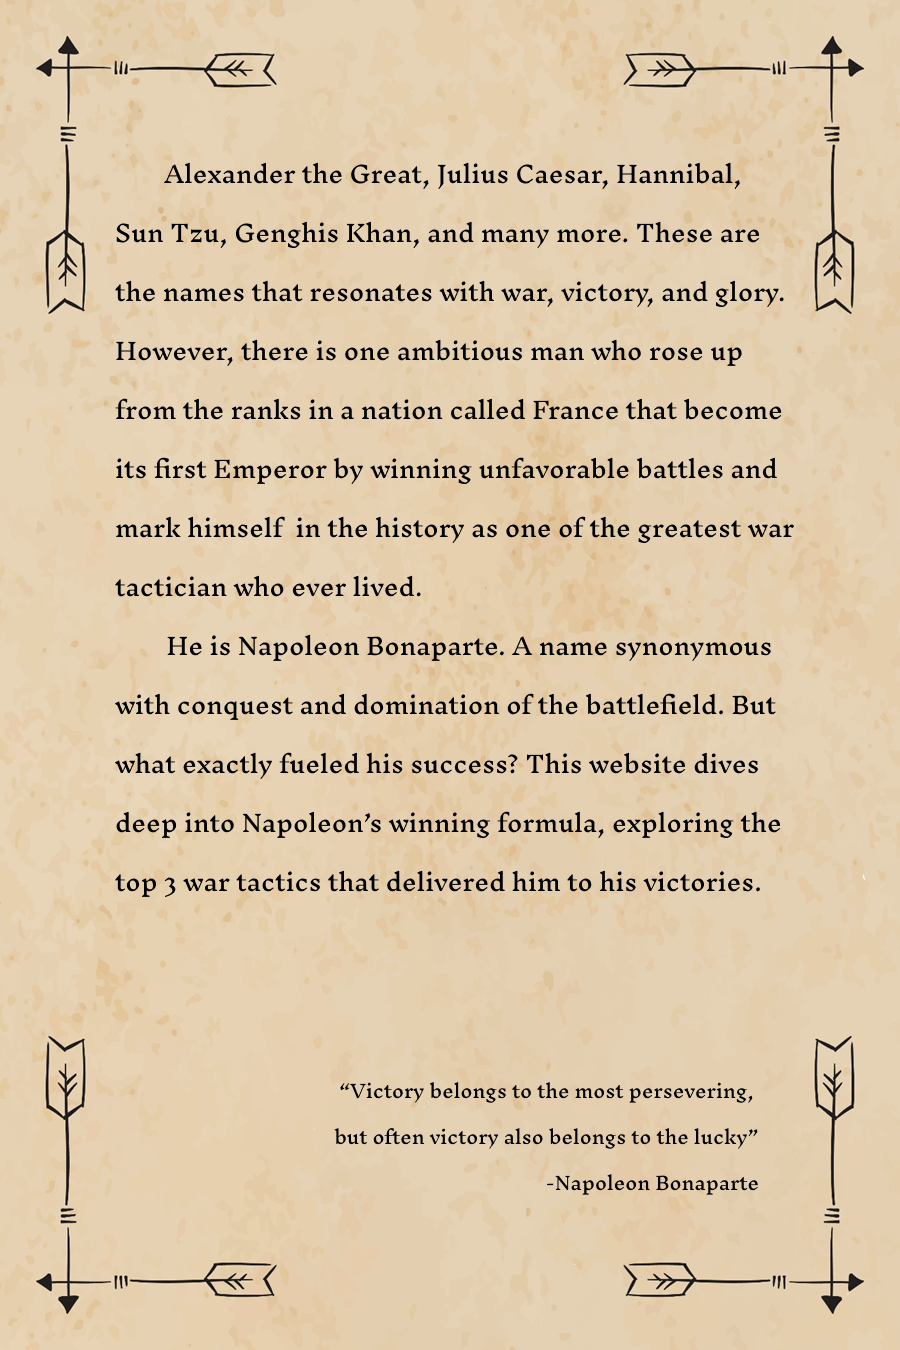 Alexander the Great, Julius Caesar, Hannibal,
Sun Tzu, Genghis Khan, and many more. These are
the names that resonates with war, victory, and glory.
However, there is one ambitious man who rose up
from the ranks in a nation called France that become
its first Emperor by winning unfavorable battles and
mark himself in the history as one of the greatest war
tactician who ever lived.
He is Napoleon Bonaparte. A name synonymous
with conquest and domination of the battlefield. But
what exactly fueled his success? This website dives
deep into Napoleon’s winning formula, exploring the
top 3 war tactics that delivered him to his victories.
“Victory belongs to the most persevering,
but often victory also belongs to the lucky”
-Napoleon Bonaparte